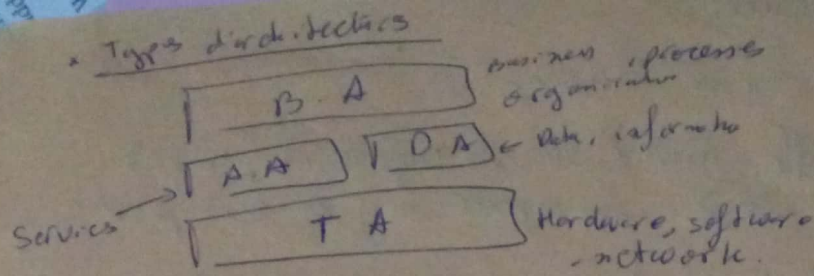 * Types d'architectures
B. A
business, processes
organisation
A. A
D. A ← Data, information
Services →
T A
Hardware, software
network.